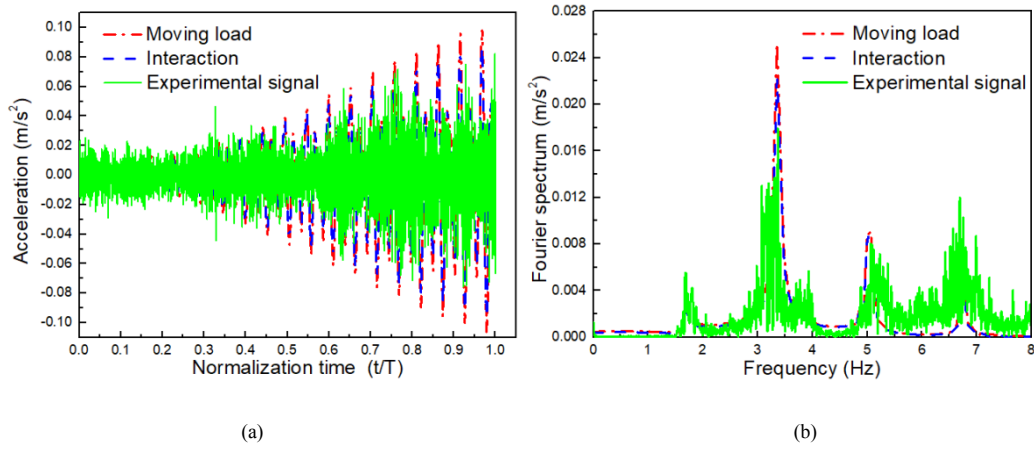 Moving load
Interaction
Experimental signal
Acceleration (m/s²)
0.10
0.08
0.06
0.04
0.02
0.00
-0.02
-0.04
-0.06
-0.08
-0.10
0.0 0.1 0.2 0.3 0.4 0.5 0.6 0.7 0.8 0.9 1.0
Normalization time (t/T)
(a)
Moving load
Interaction
Experimental signal
Fourier spectrum (m/s²)
0.028
0.024
0.020
0.016
0.012
0.008
0.004
0.000
0 1 2 3 4 5 6 7 8
Frequency (Hz)
(b)